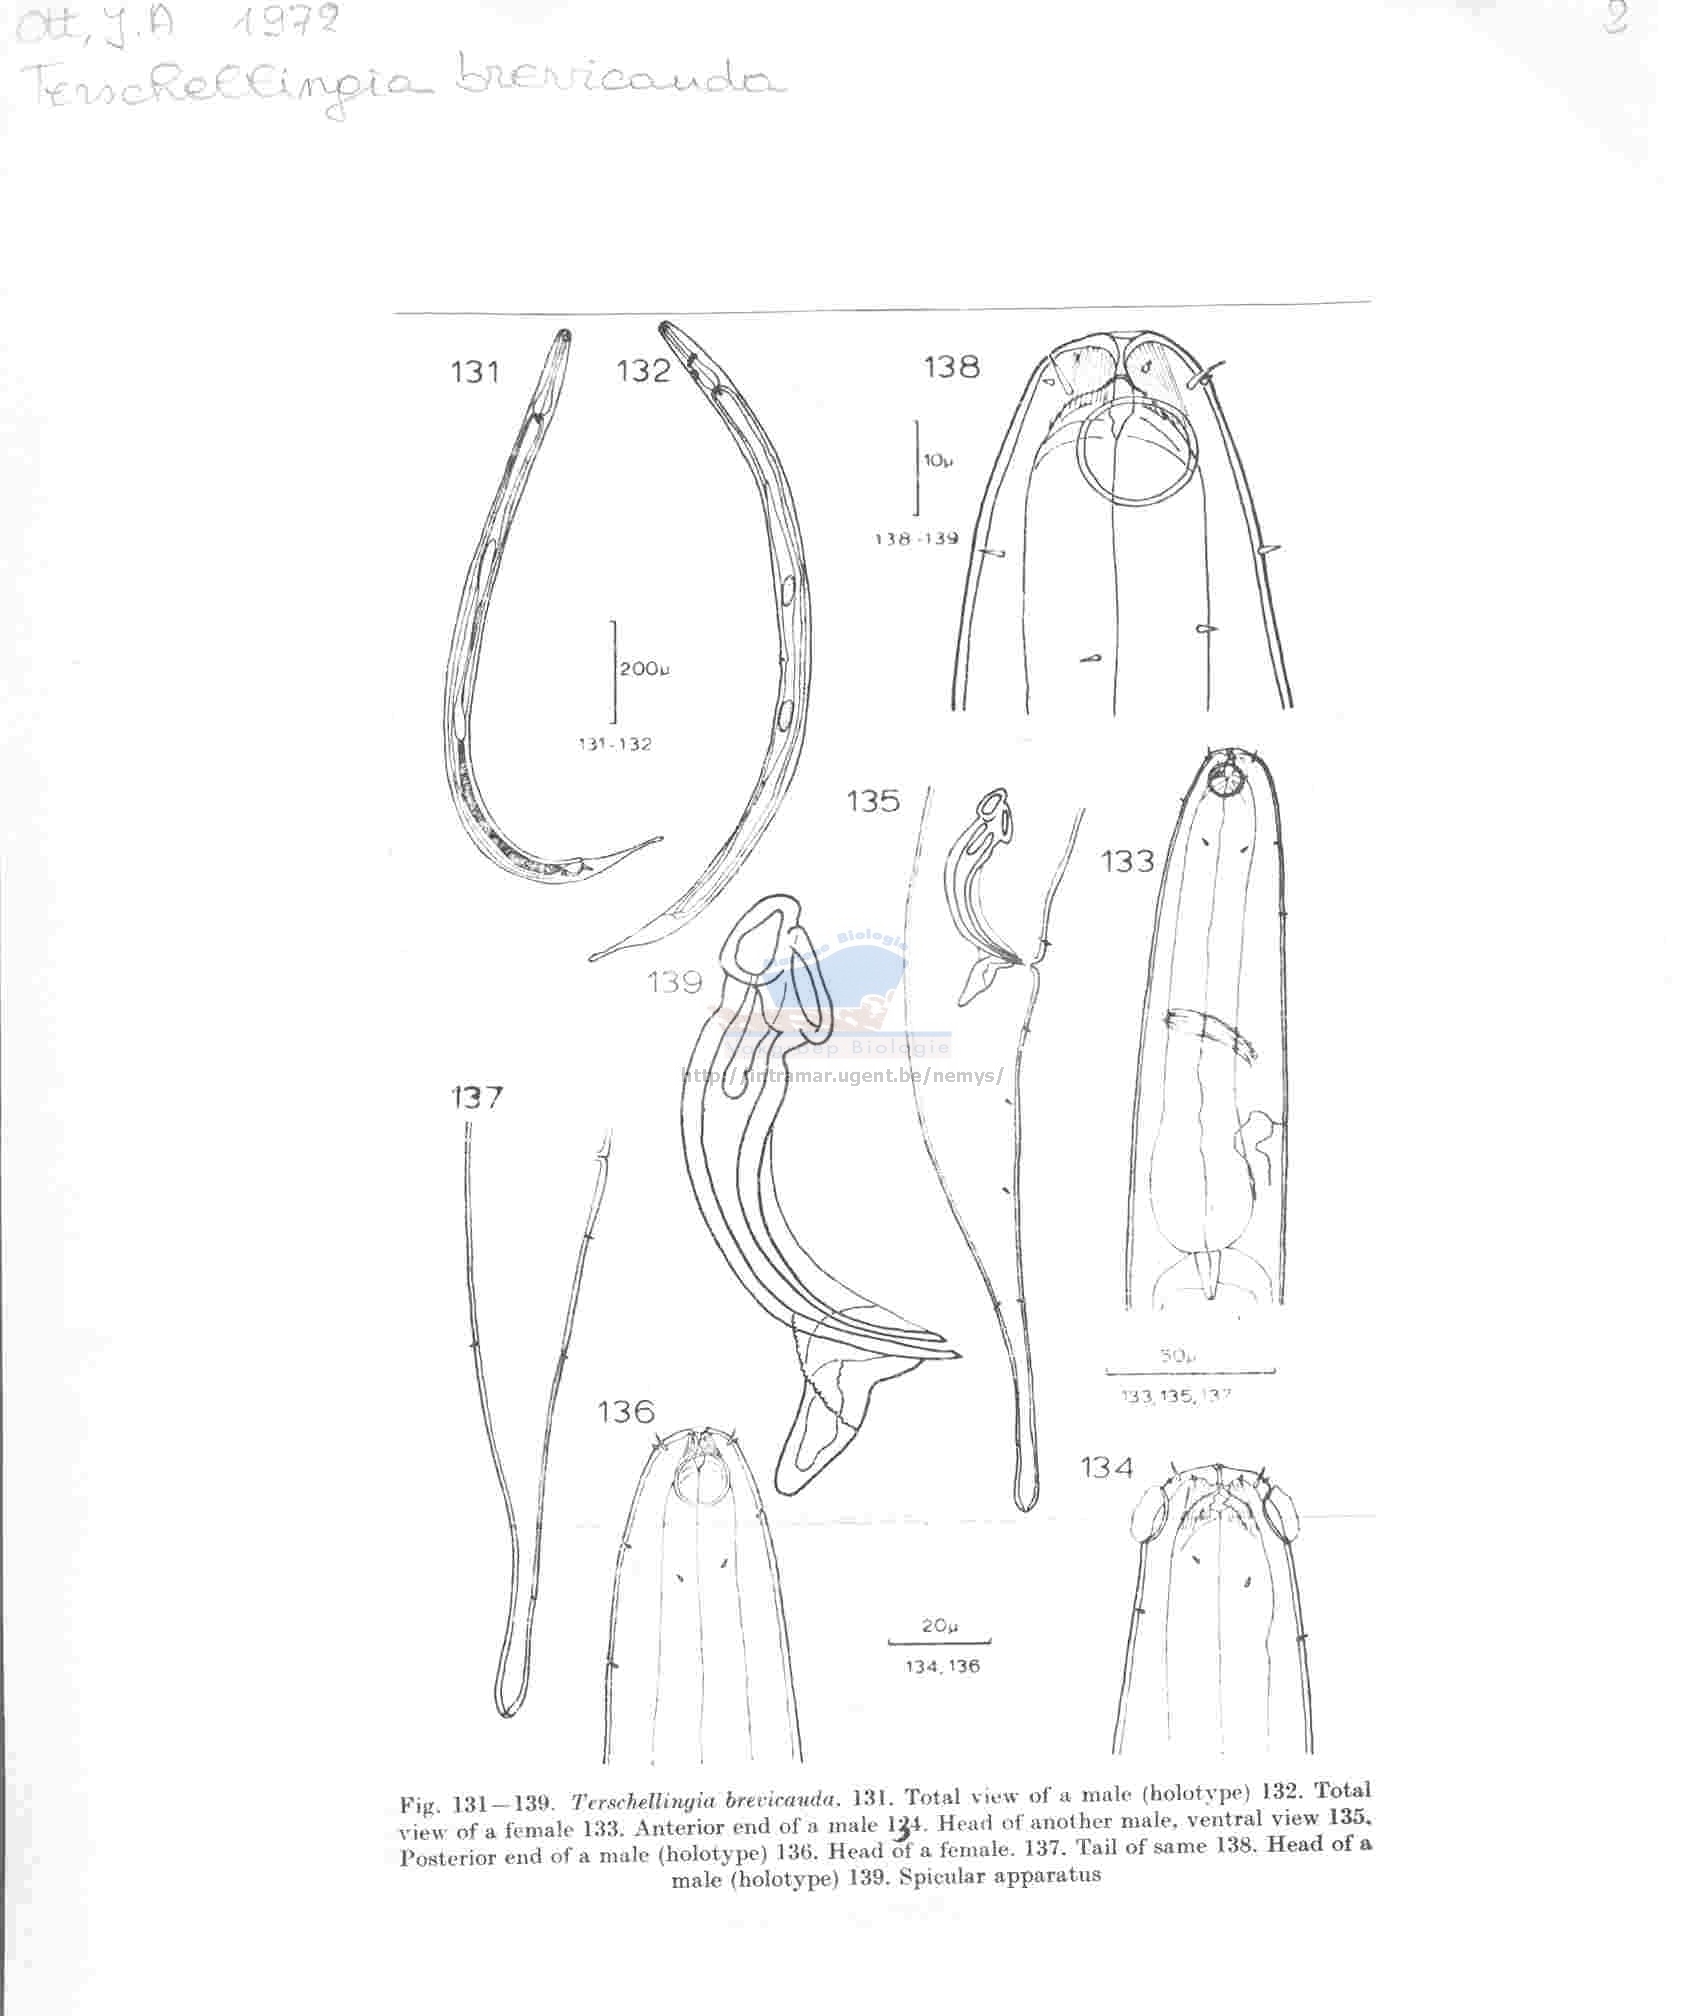 Ott, J.A 1972
2
Terschellingia brevicauda
131
132
138
10µ
138-139
200µ
131-132
135
133
139
Biologie
Vakgroep Biologie
http://intramar.ugent.be/nemys/
137
50µ
133,135,137
136
134
20µ
134,136
Fig. 131—139. Terschellingia brevicauda. 131. Total view of a male (holotype) 132. Total
view of a female 133. Anterior end of a male 134. Head of another male, ventral view 135.
Posterior end of a male (holotype) 136. Head of a female. 137. Tail of same 138. Head of a
male (holotype) 139. Spicular apparatus